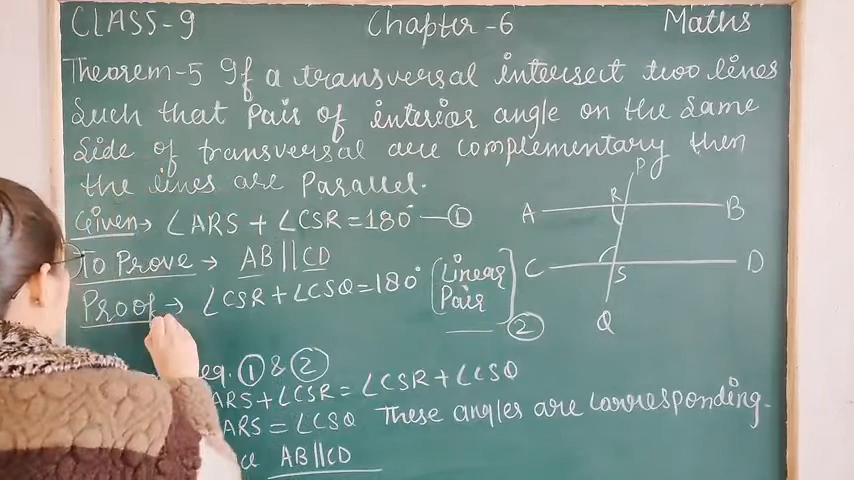 CLASS-9 Chapter-6 Maths
Theorem-5 If a transversal intersect two lines
Such that Pair of interior angle on the Same
Side of transversal are complementary then
the lines are Parallel.
Given→ ∠ARS + ∠CSR = 180° — ①
To Prove → AB || CD
Proof → ∠CSR + ∠CSQ = 180° [Linear
Pair] ②
eq. ① & ②
ARS + ∠CSR = ∠CSR + ∠CSQ
ARS = ∠CSQ These angles are corresponding.
AB || CD
P
R
A B
C D
S
Q